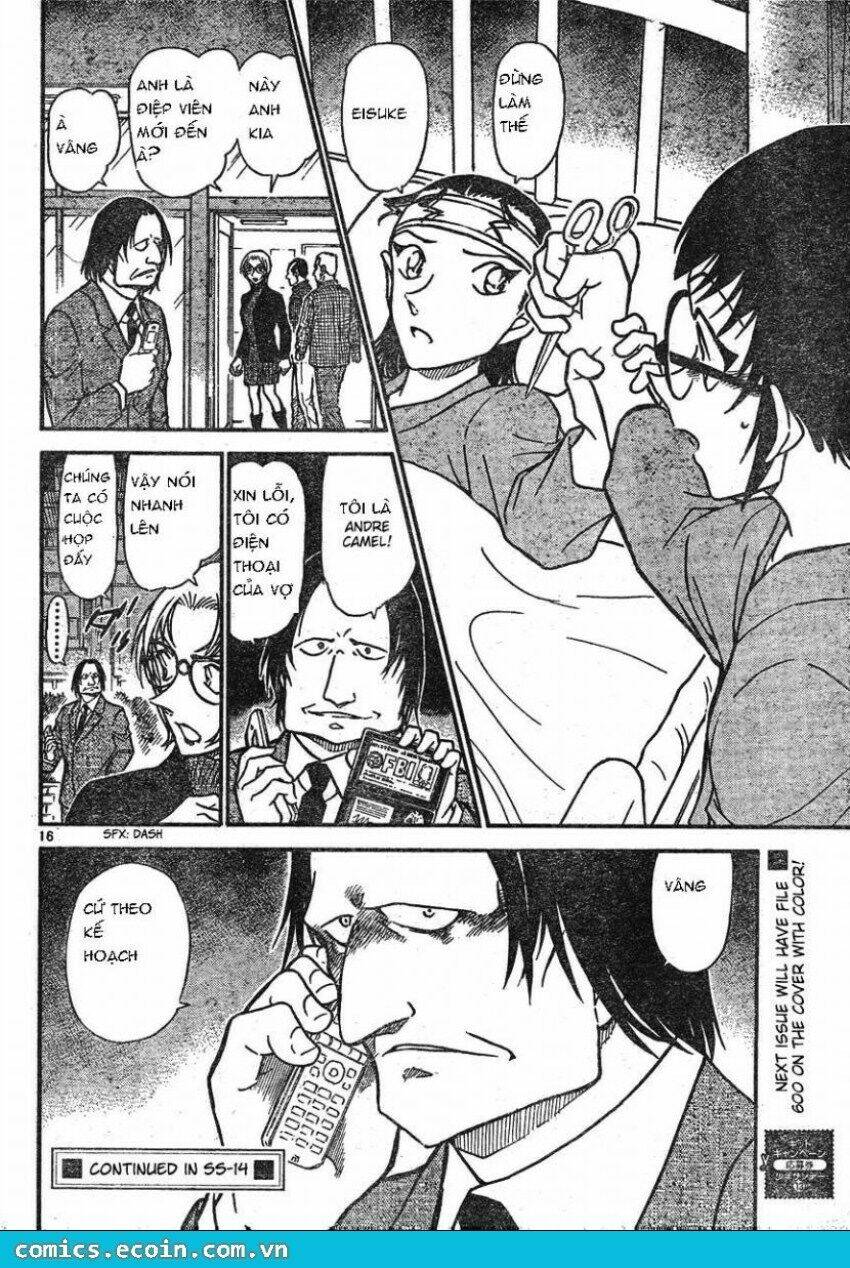 ĐỪNG
LÀM
THẾ
EISUKE
NÀY
ANH
KIA
ANH LÀ
ĐIỆP VIÊN
MỚI ĐẾN
À?
À
VÂNG
TÔI LÀ
ANDRE
CAMEL!
XIN LỖI,
TÔI CÓ
ĐIỆN
THOẠI
CỦA VỢ
FBI
VẬY NÓI
NHANH
LÊN
CHÚNG
TA CÓ
CUỘC
HỌP
ĐẤY
16
SFX: DASH
VÂNG
CỨ THEO
KẾ
HOẠCH
NEXT ISSUE WILL HAVE FILE
600 ON THE COVER WITH COLOR!
応募券
CONTINUED IN SS-14
comics.ecoin.com.vn